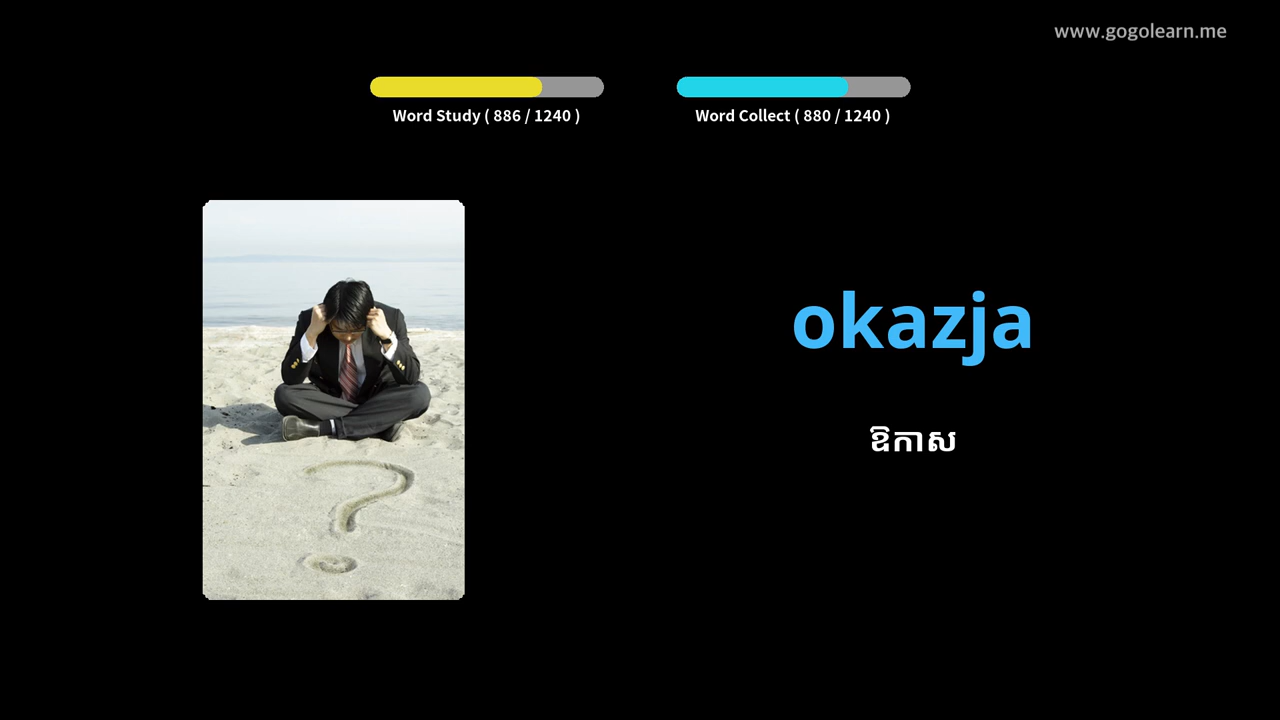 www.gogolearn.me
Word Study ( 886 / 1240 )
Word Collect ( 880 / 1240 )
okazja
ឱកាស
?